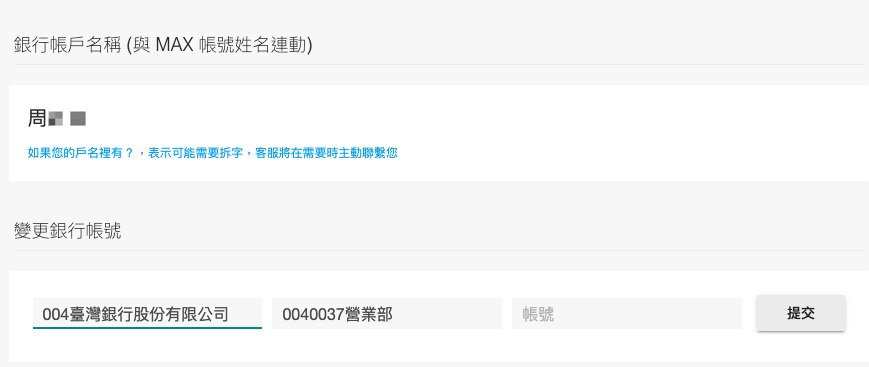 銀行帳戶名稱 (與 MAX 帳號姓名連動)
周
如果您的戶名裡有？，表示可能需要拆字，客服將在需要時主動聯繫您
變更銀行帳號
004臺灣銀行股份有限公司 0040037營業部 帳號 提交